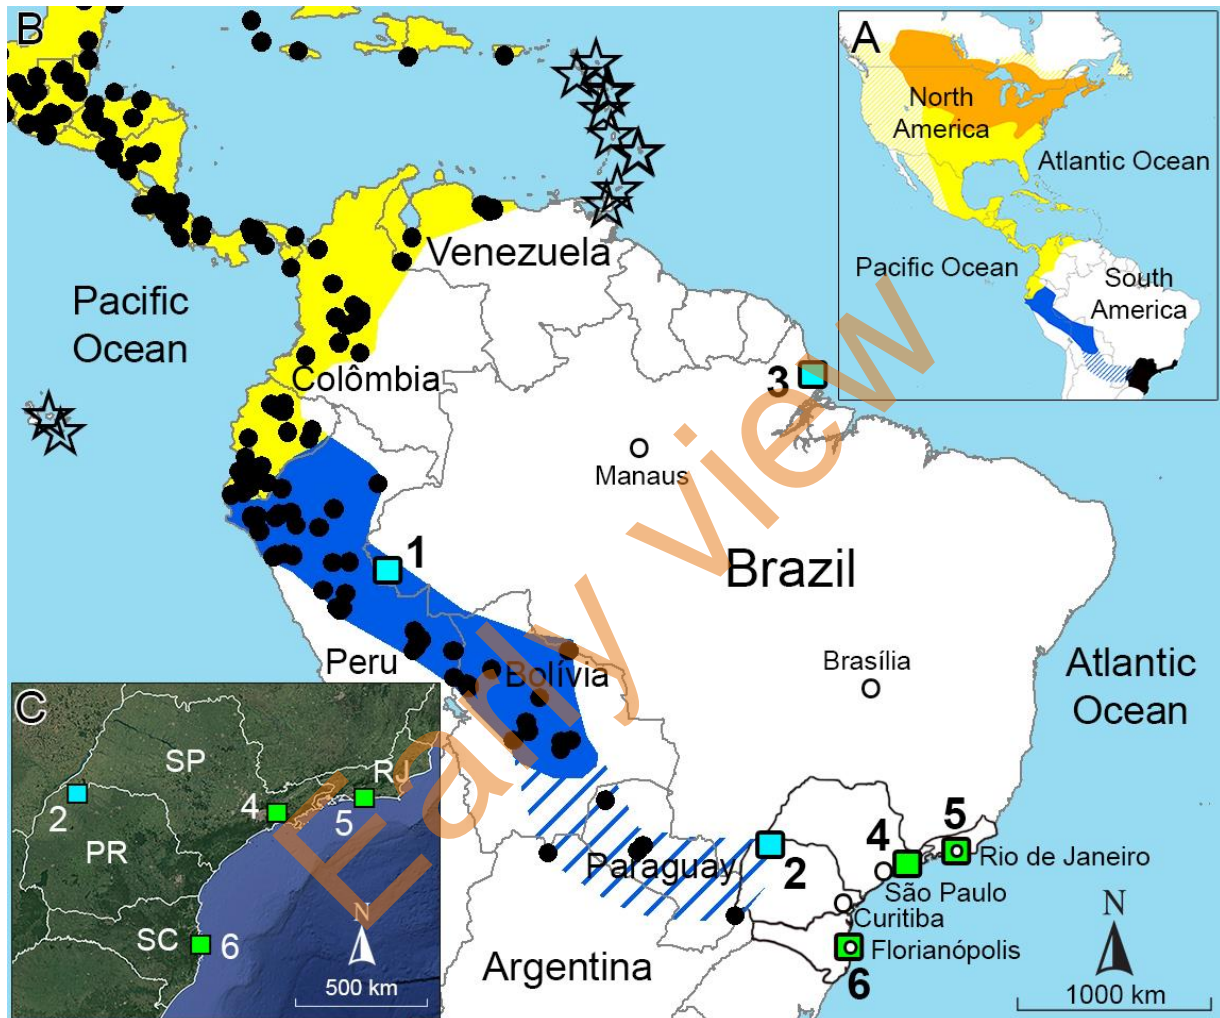 B
A
North
America
Atlantic Ocean
Pacific Ocean
South
America
Venezuela
Pacific
Ocean
Colômbia
3
Manaus
1
Brazil
Peru
Bolívia
Brasília
Atlantic
Ocean
C
SP
RJ
2
4
5
PR
SC
6
N
500 km
Paraguay
2
4
5
Rio de Janeiro
São Paulo
Curitiba
Florianópolis
6
Argentina
N
1000 km
Early view